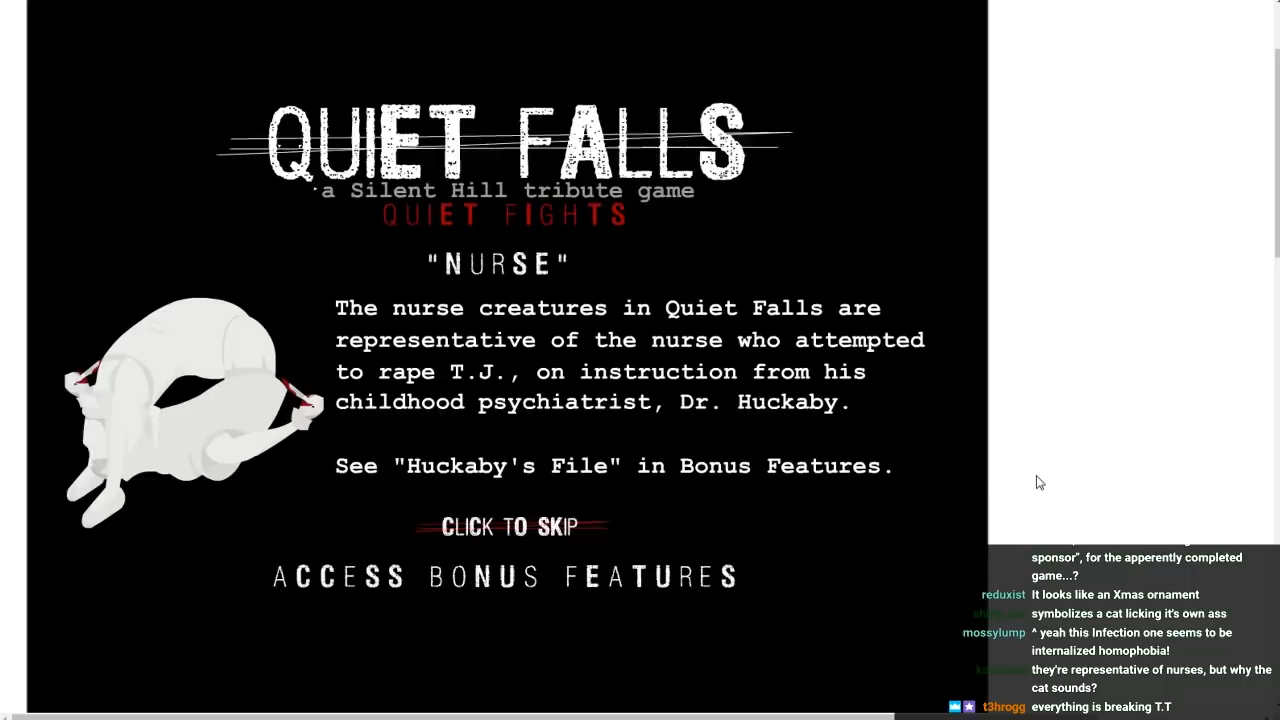 QUIET FALLS
a Silent Hill tribute game
QUIET FIGHTS
"NURSE"
The nurse creatures in Quiet Falls are
representative of the nurse who attempted
to rape T.J., on instruction from his
childhood psychiatrist, Dr. Huckaby.
See "Huckaby's File" in Bonus Features.
CLICK TO SKIP
ACCESS BONUS FEATURES
sponsor", for the apperently completed
game...?
reduxist It looks like an Xmas ornament
symbolizes a cat licking it's own ass
mossylump ^ yeah this Infection one seems to be
internalized homophobia!
they're representative of nurses, but why the
cat sounds?
t3hrogg everything is breaking T.T